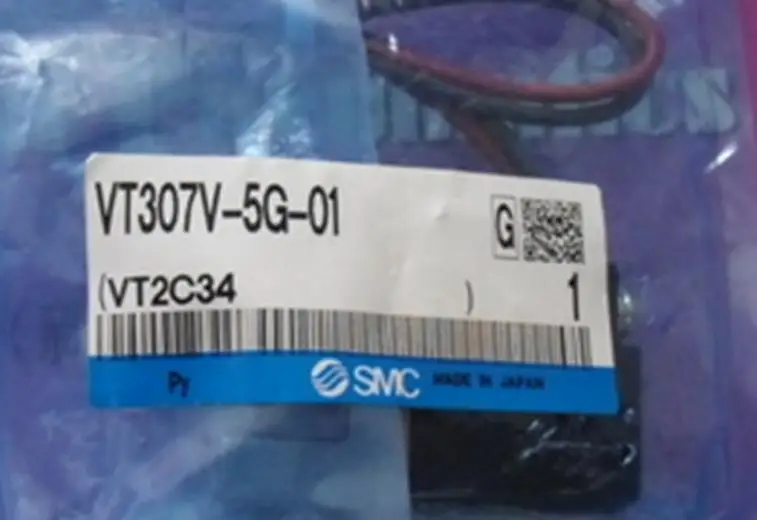 VT307V-5G-01
G
(VT2C34 ) 1
Py
SMC MADE IN JAPAN